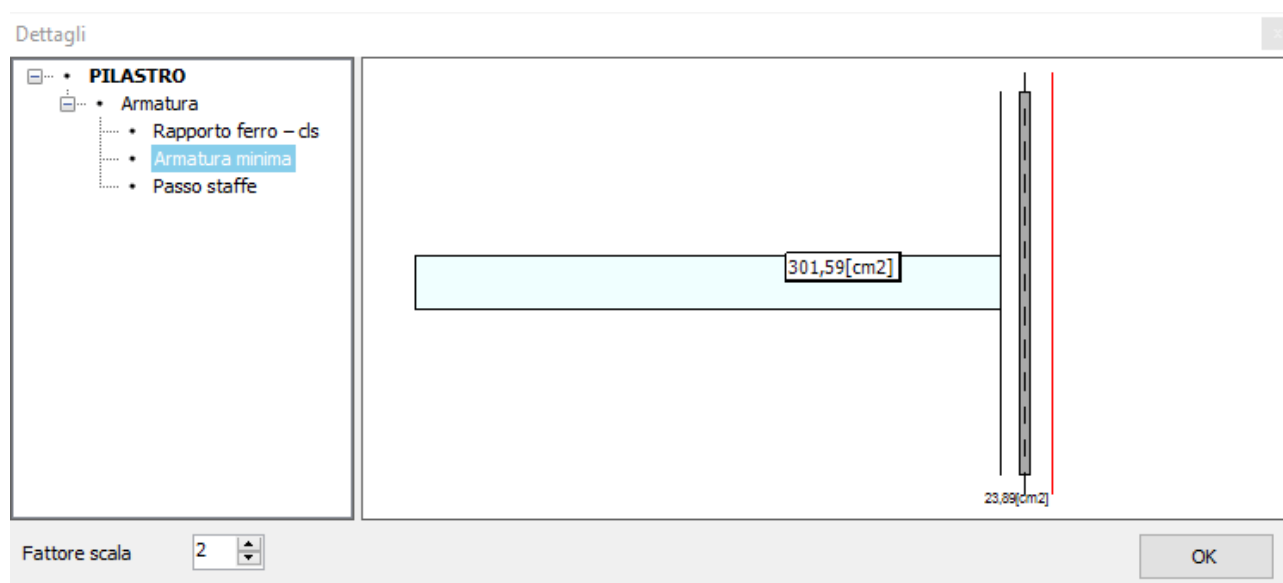 Dettagli
PILASTRO
Armatura
Rapporto ferro – cls
Armatura minima
Passo staffe
301,59[cm2]
23,89[cm2]
Fattore scala
2
OK